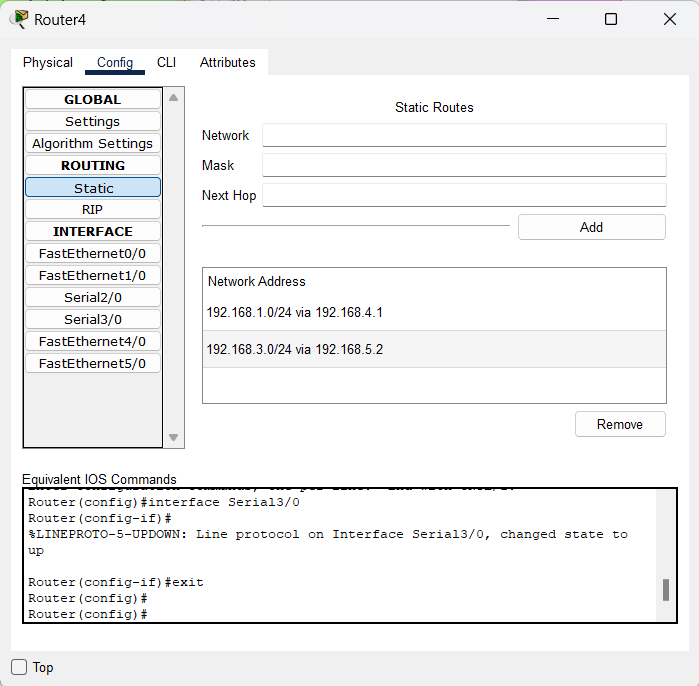 Router4
Physical Config CLI Attributes
GLOBAL
Settings
Algorithm Settings
ROUTING
Static
RIP
INTERFACE
FastEthernet0/0
FastEthernet1/0
Serial2/0
Serial3/0
FastEthernet4/0
FastEthernet5/0
Static Routes
Network
Mask
Next Hop
Add
Network Address
192.168.1.0/24 via 192.168.4.1
192.168.3.0/24 via 192.168.5.2
Remove
Equivalent IOS Commands
Router(config)#interface Serial3/0
Router(config-if)#
%LINEPROTO-5-UPDOWN: Line protocol on Interface Serial3/0, changed state to
up
Router(config-if)#exit
Router(config)#
Router(config)#
Top